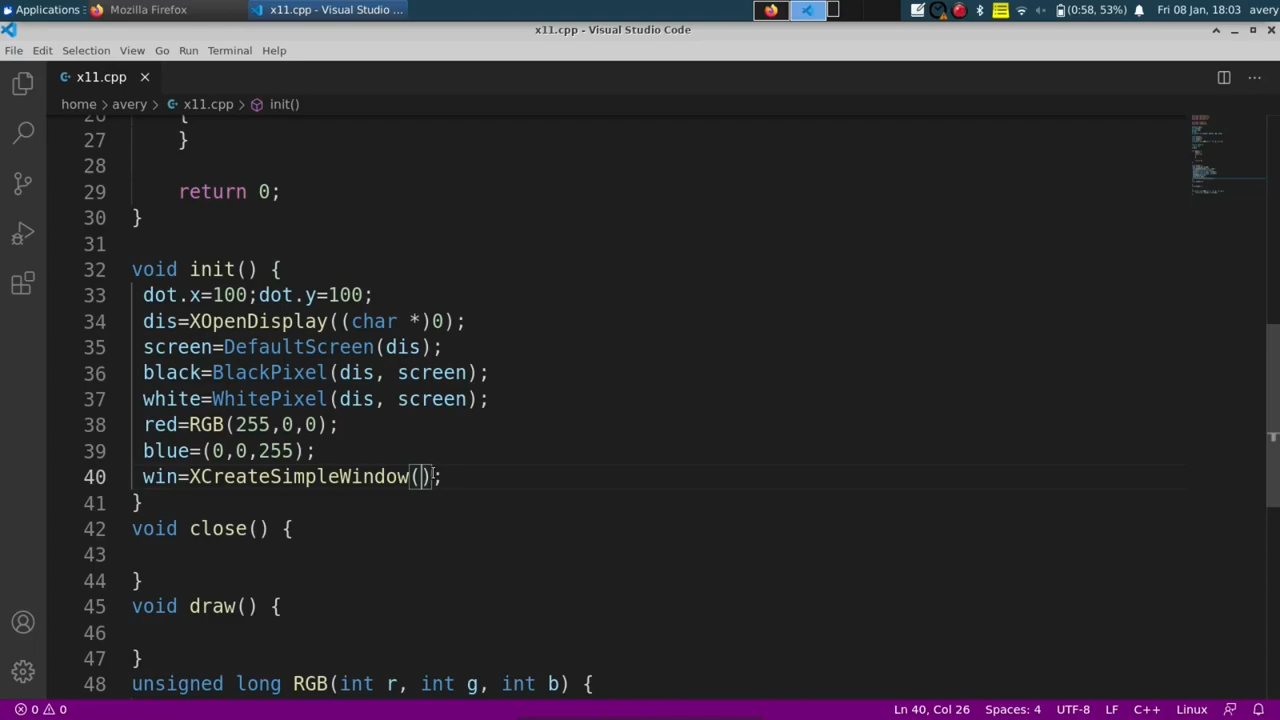 Applications
Mozilla Firefox
x11.cpp - Visual Studio ...
(0:58, 53%)
Fri 08 Jan, 18:03
avery
x11.cpp - Visual Studio Code
File Edit Selection View Go Run Terminal Help
x11.cpp
home > avery > x11.cpp > init()
26 {
27 }
28
29 return 0;
30 }
31
32 void init() {
33 dot.x=100;dot.y=100;
34 dis=XOpenDisplay((char *)0);
35 screen=DefaultScreen(dis);
36 black=BlackPixel(dis, screen);
37 white=WhitePixel(dis, screen);
38 red=RGB(255,0,0);
39 blue=(0,0,255);
40 win=XCreateSimpleWindow();
41 }
42 void close() {
43
44 }
45 void draw() {
46
47 }
48 unsigned long RGB(int r, int g, int b) {
0 0 Ln 40, Col 26 Spaces: 4 UTF-8 LF C++ Linux